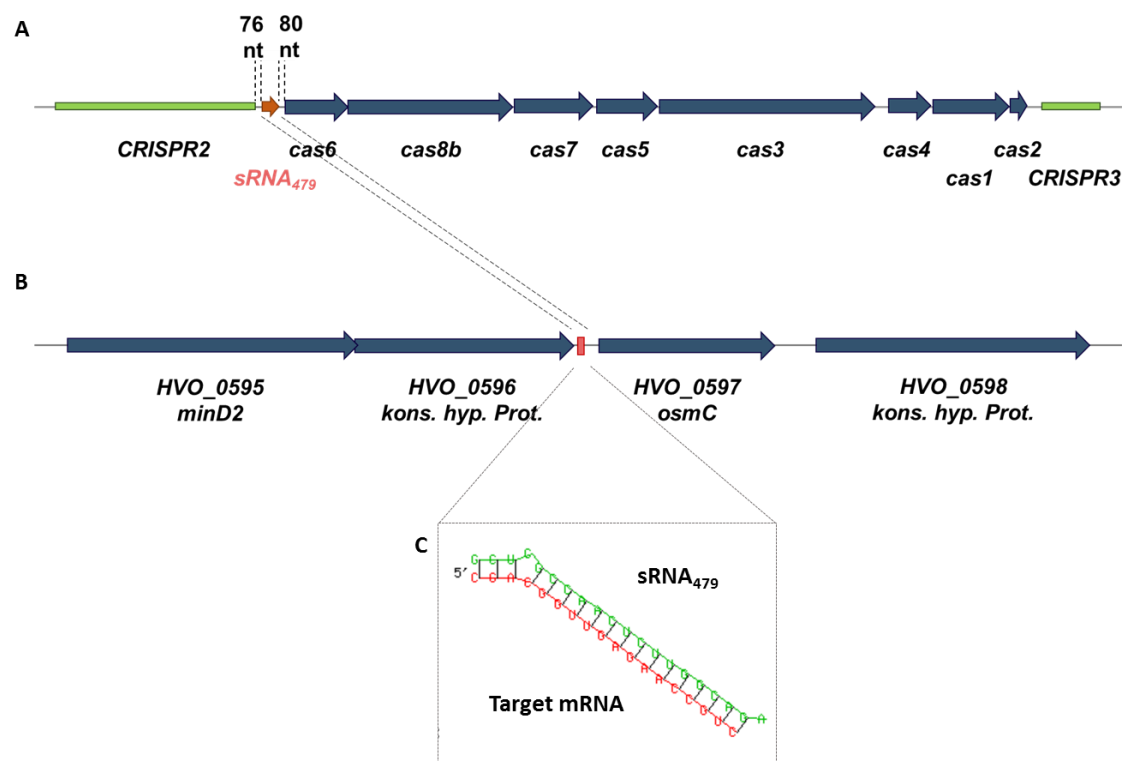 A
76 80
nt nt
CRISPR2 cas6 cas8b cas7 cas5 cas3 cas4 cas2
sRNA479 cas1 CRISPR3
B
HVO_0595 HVO_0596 HVO_0597 HVO_0598
minD2 kons. hyp. Prot. osmC kons. hyp. Prot.
C
sRNA479
5'
Target mRNA